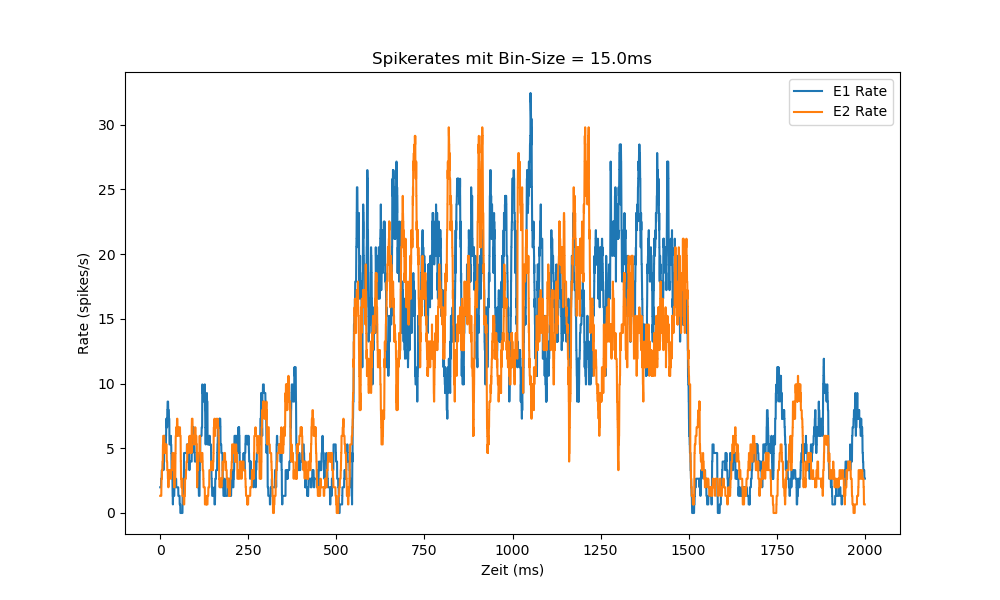 Spikerates mit Bin-Size = 15.0ms
E1 Rate
E2 Rate
Rate (spikes/s)
30
25
20
15
10
5
0
0 250 500 750 1000 1250 1500 1750 2000
Zeit (ms)